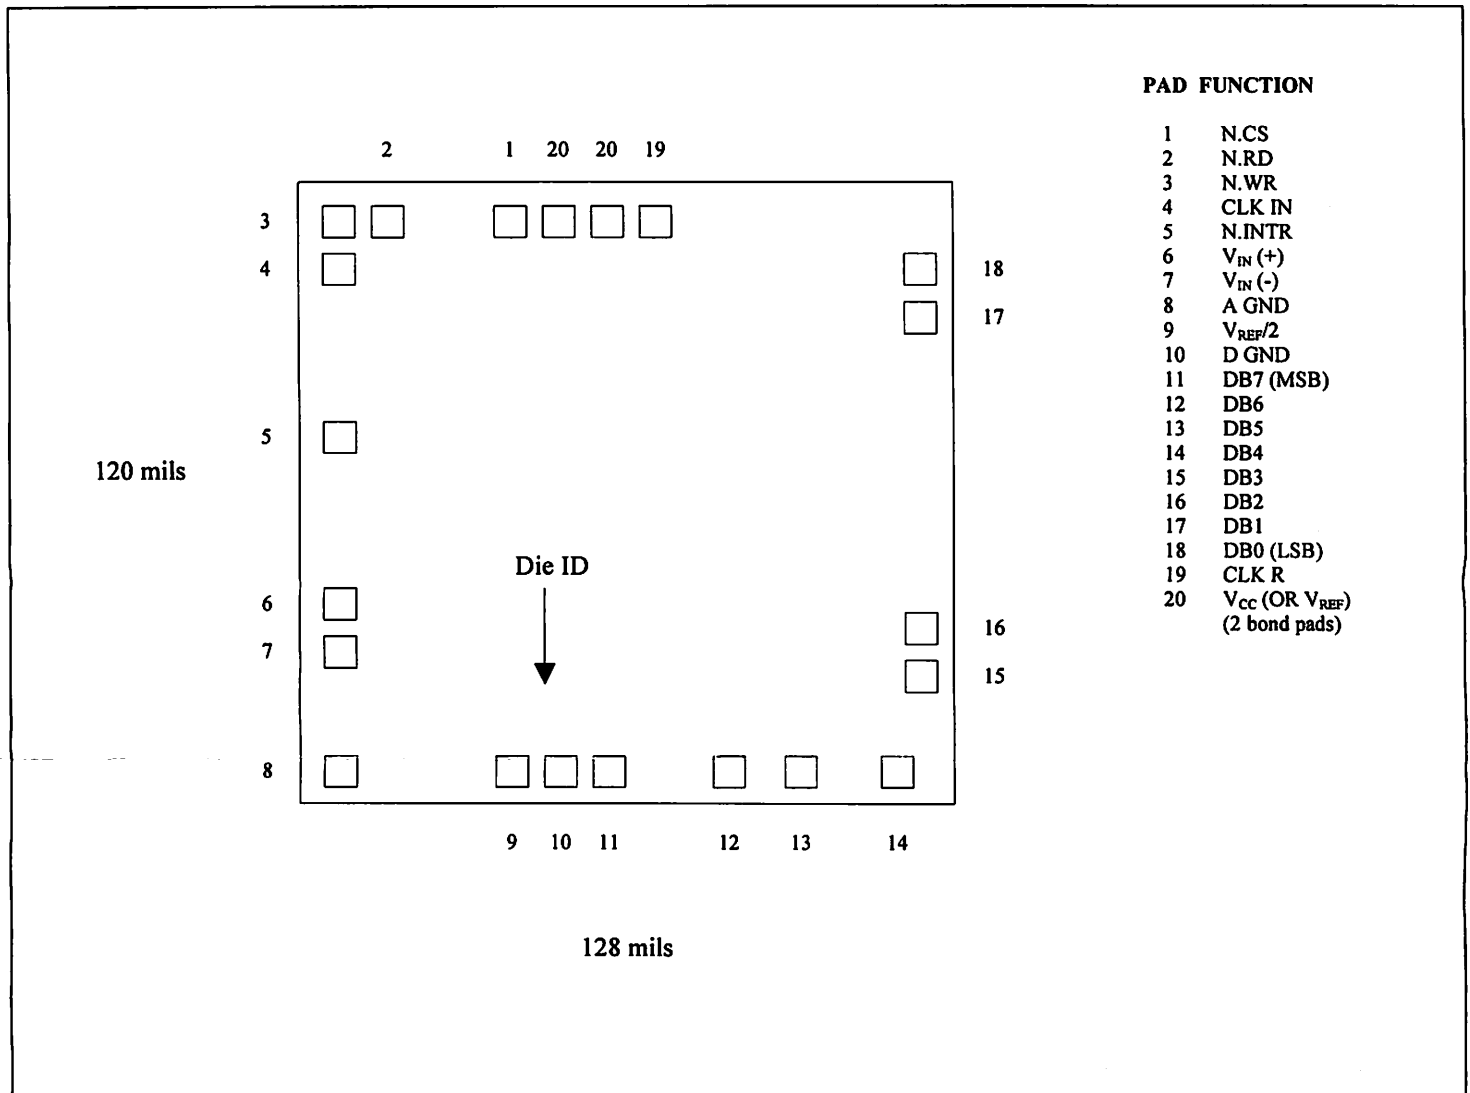 PAD FUNCTION
1 N.CS
2 N.RD
3 N.WR
4 CLK IN
5 N.INTR
6 VIN (+)
7 VIN (-)
8 A GND
9 VREF/2
10 D GND
11 DB7 (MSB)
12 DB6
13 DB5
14 DB4
15 DB3
16 DB2
17 DB1
18 DB0 (LSB)
19 CLK R
20 VCC (OR VREF)
(2 bond pads)
2 1 20 20 19
3
4
18
17
5
120 mils
Die ID
6
7
16
15
8
9 10 11 12 13 14
128 mils